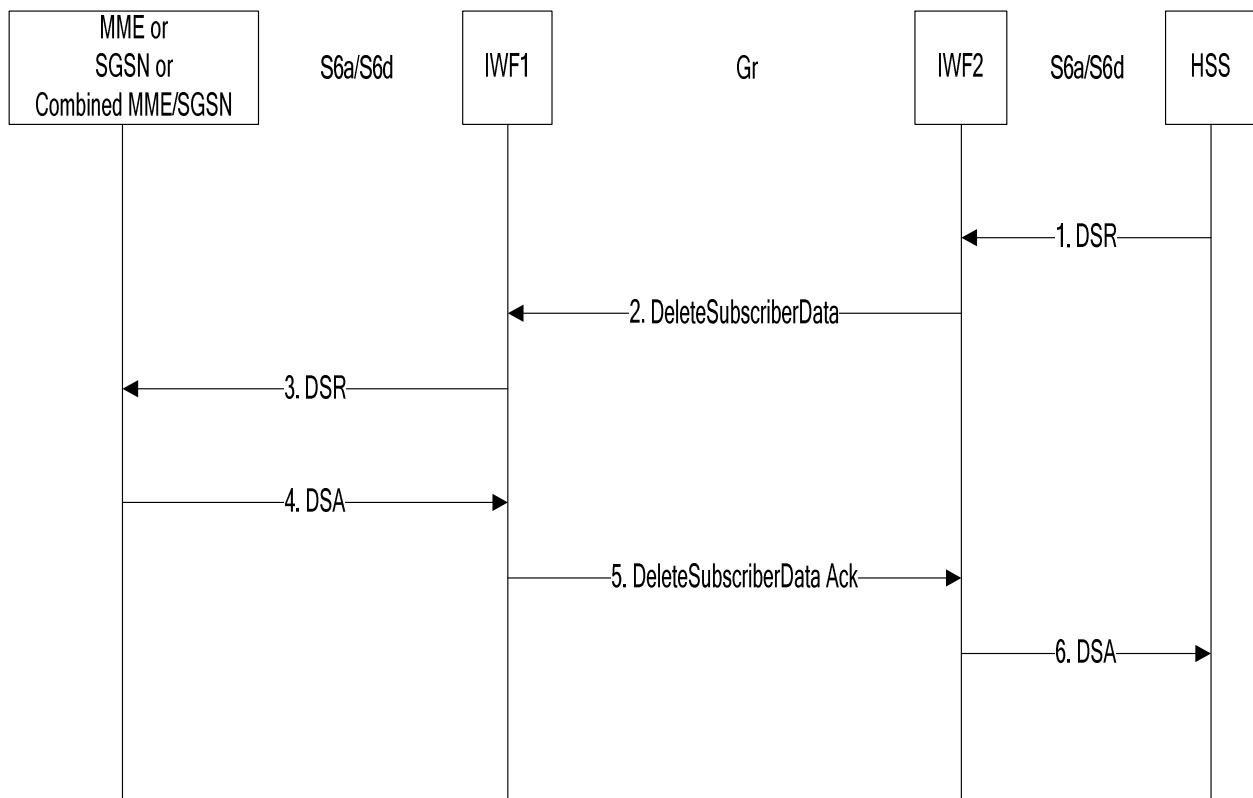 MME or
SGSN or
Combined MME/SGSN
S6a/S6d
IWF1
Gr
IWF2
S6a/S6d
HSS
1. DSR
2. DeleteSubscriberData
3. DSR
4. DSA
5. DeleteSubscriberData Ack
6. DSA